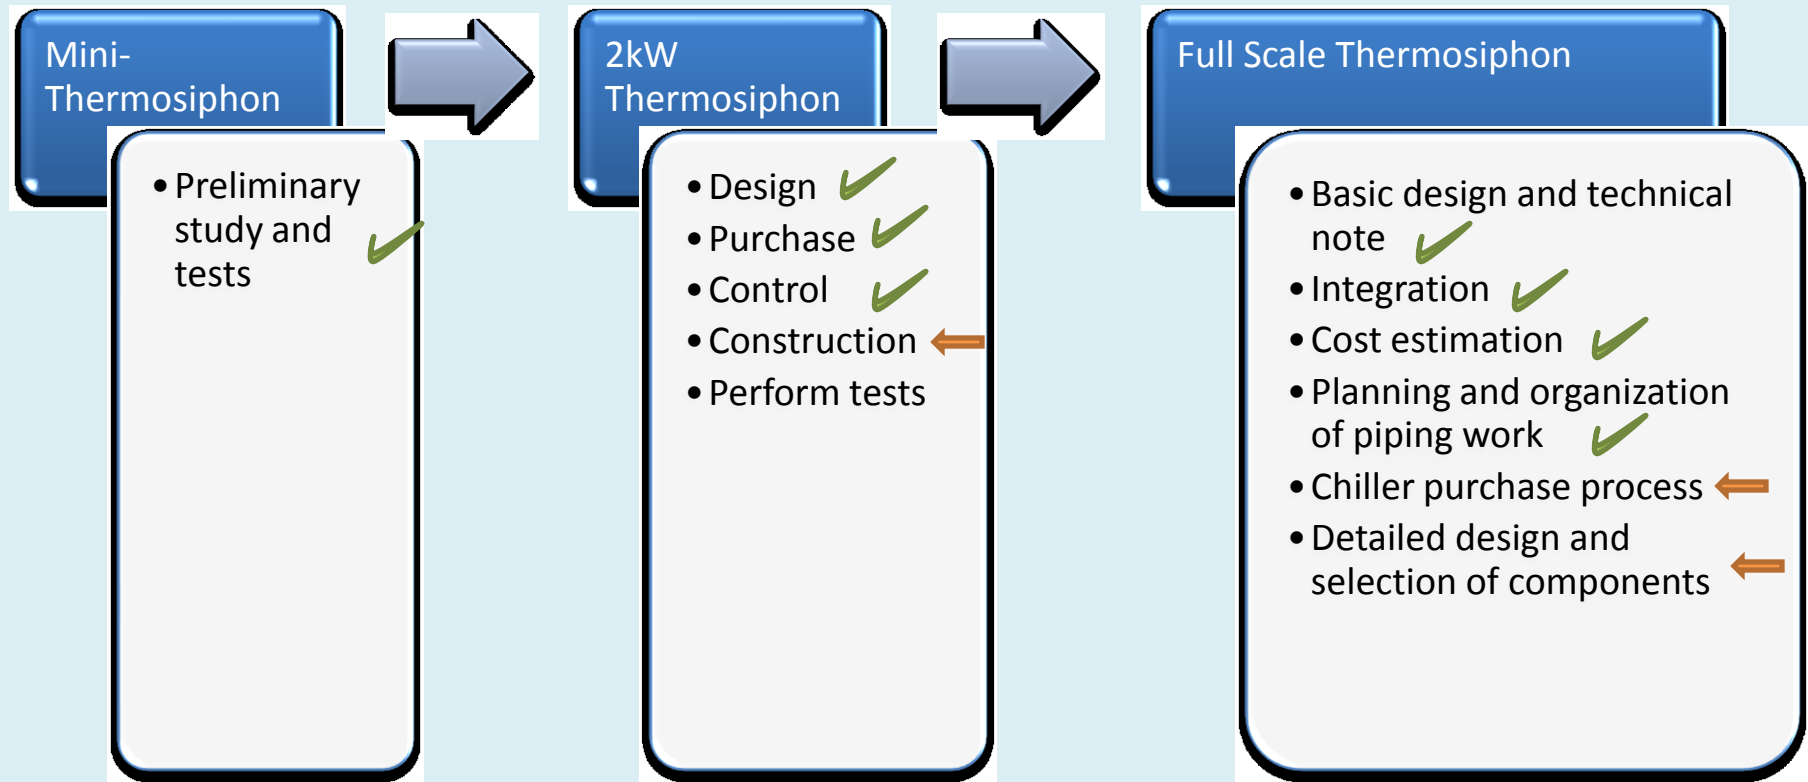 Mini-
Thermosiphon
• Preliminary
study and
tests
2kW
Thermosiphon
• Design
• Purchase
• Control
• Construction
• Perform tests
Full Scale Thermosiphon
• Basic design and technical
note
• Integration
• Cost estimation
• Planning and organization
of piping work
• Chiller purchase process
• Detailed design and
selection of components